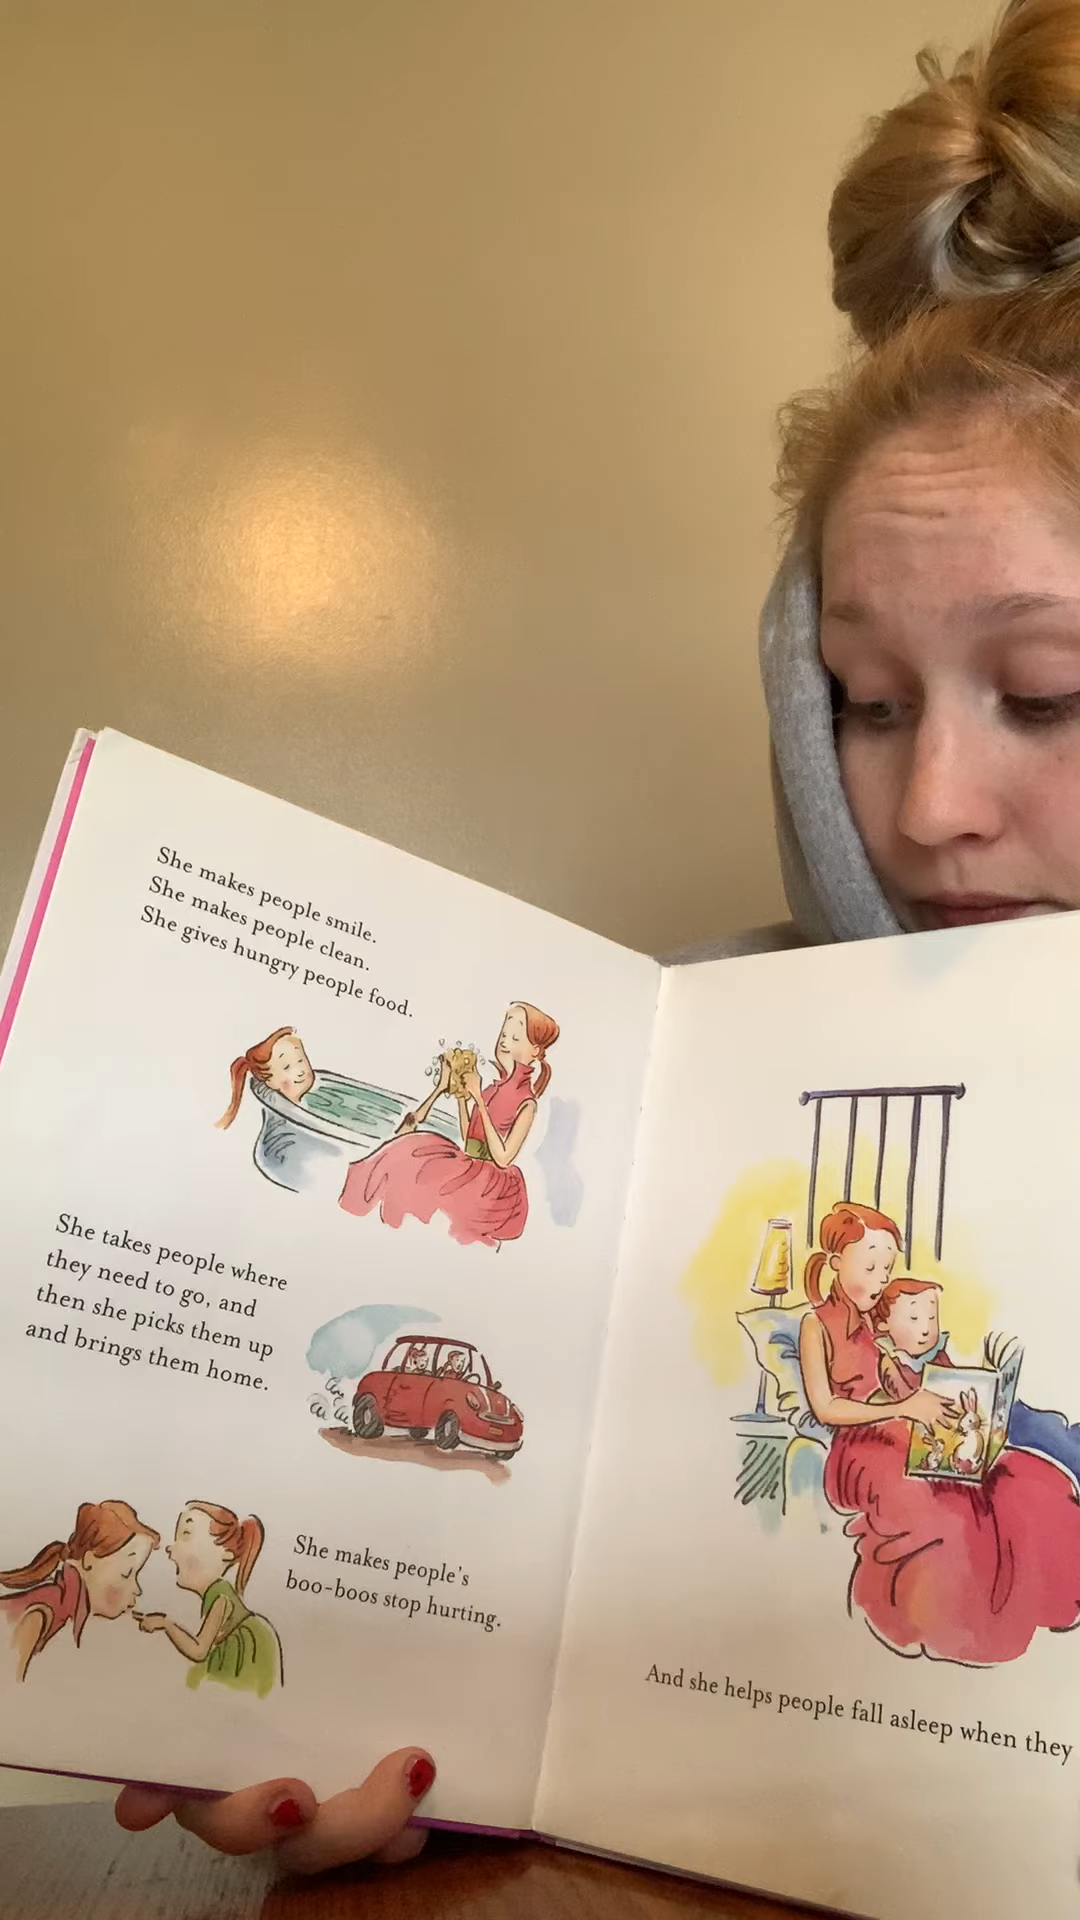 She makes people smile.
She makes people clean.
She gives hungry people food.
She takes people where
they need to go, and
then she picks them up
and brings them home.
She makes people's
boo-boos stop hurting.
And she helps people fall asleep when they